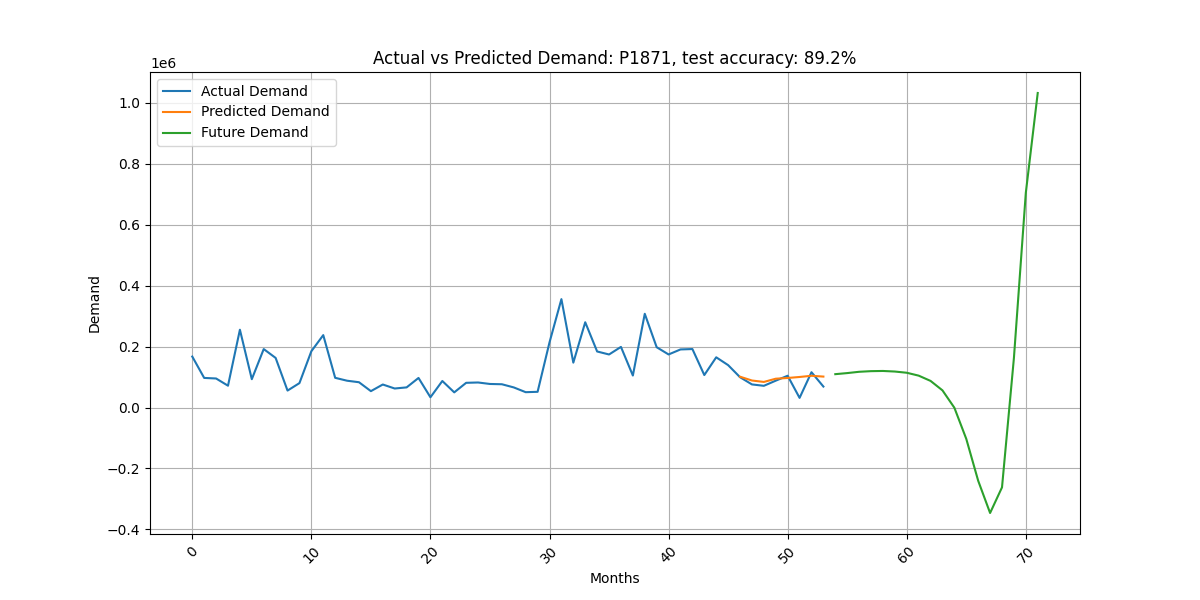 Actual vs Predicted Demand: P1871, test accuracy: 89.2%
1e6
Actual Demand
Predicted Demand
Future Demand
1.0
0.8
0.6
0.4
0.2
0.0
−0.2
−0.4
Demand
0 10 20 30 40 50 60 70
Months